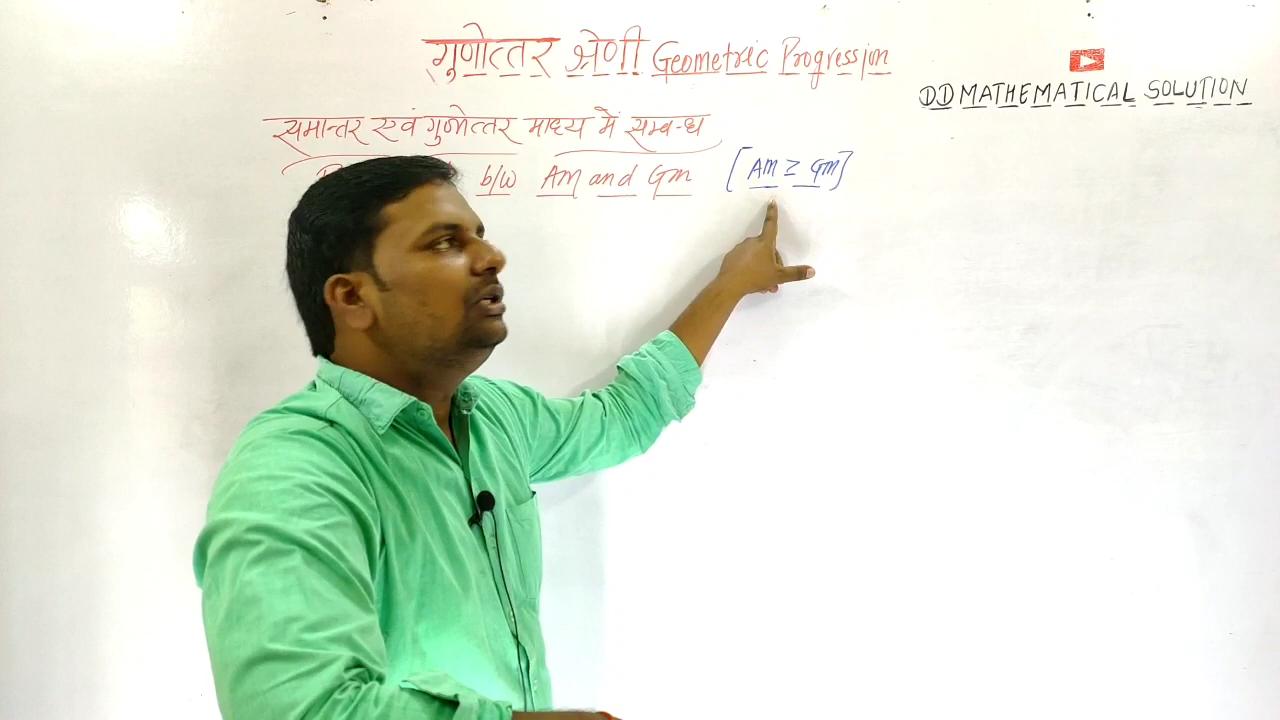 गुणोत्तर श्रेणी Geometric Progression
DD MATHEMATICAL SOLUTION
समान्तर एवं गुणोत्तर माध्य में सम्बन्ध
b/w Am and Gm [Am ≥ Gm]